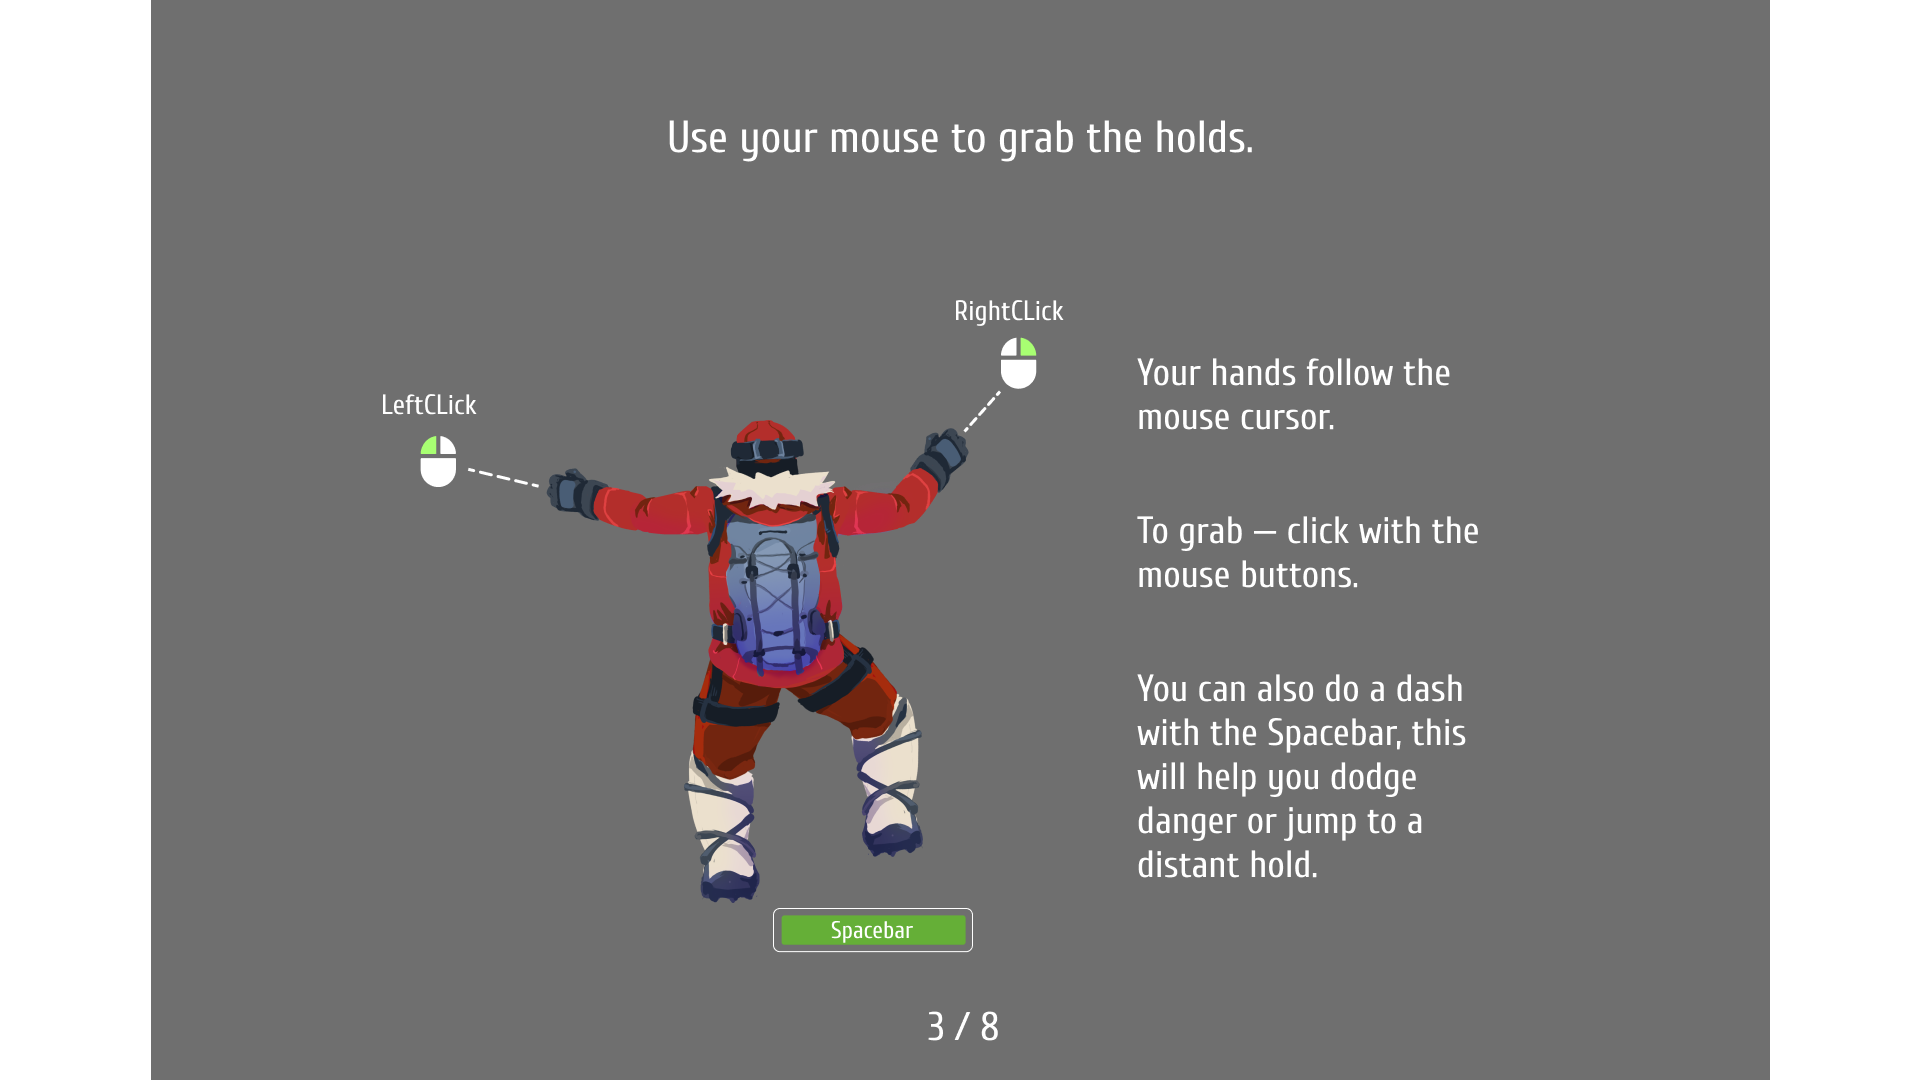 Use your mouse to grab the holds.
RightCLick
LeftCLick
Your hands follow the
mouse cursor.
To grab – click with the
mouse buttons.
You can also do a dash
with the Spacebar, this
will help you dodge
danger or jump to a
distant hold.
Spacebar
3 / 8